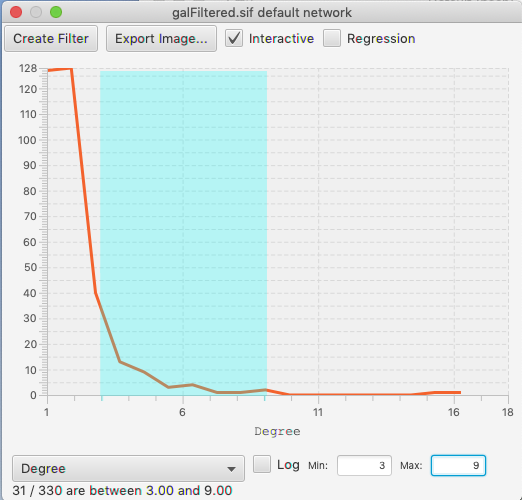 galFiltered.sif default network
Create Filter Export Image... Interactive Regression
128
120
110
100
90
80
70
60
50
40
30
20
10
0
1 6 11 16 18
Degree
Degree Log Min: 3 Max: 9
31 / 330 are between 3.00 and 9.00